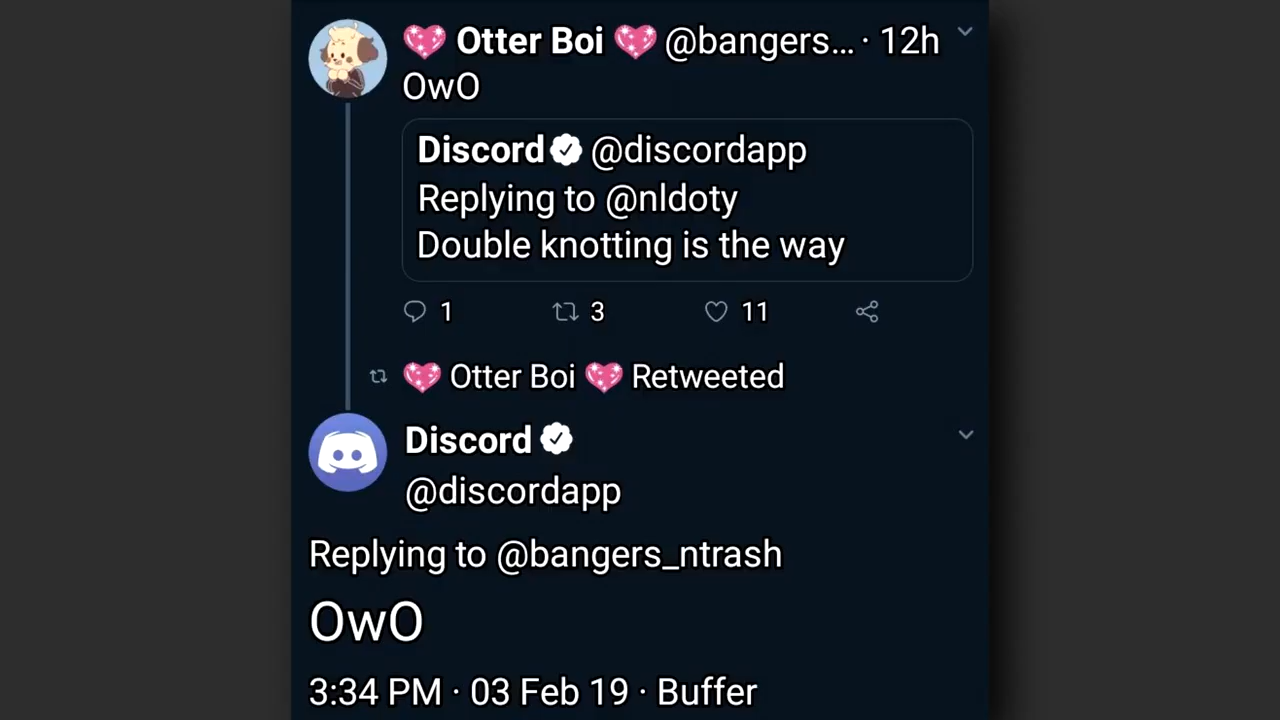 💖 Otter Boi 💖 @bangers... · 12h
OwO
Discord @discordapp
Replying to @nldoty
Double knotting is the way
1 3 11
💖 Otter Boi 💖 Retweeted
Discord
@discordapp
Replying to @bangers_ntrash
OwO
3:34 PM · 03 Feb 19 · Buffer